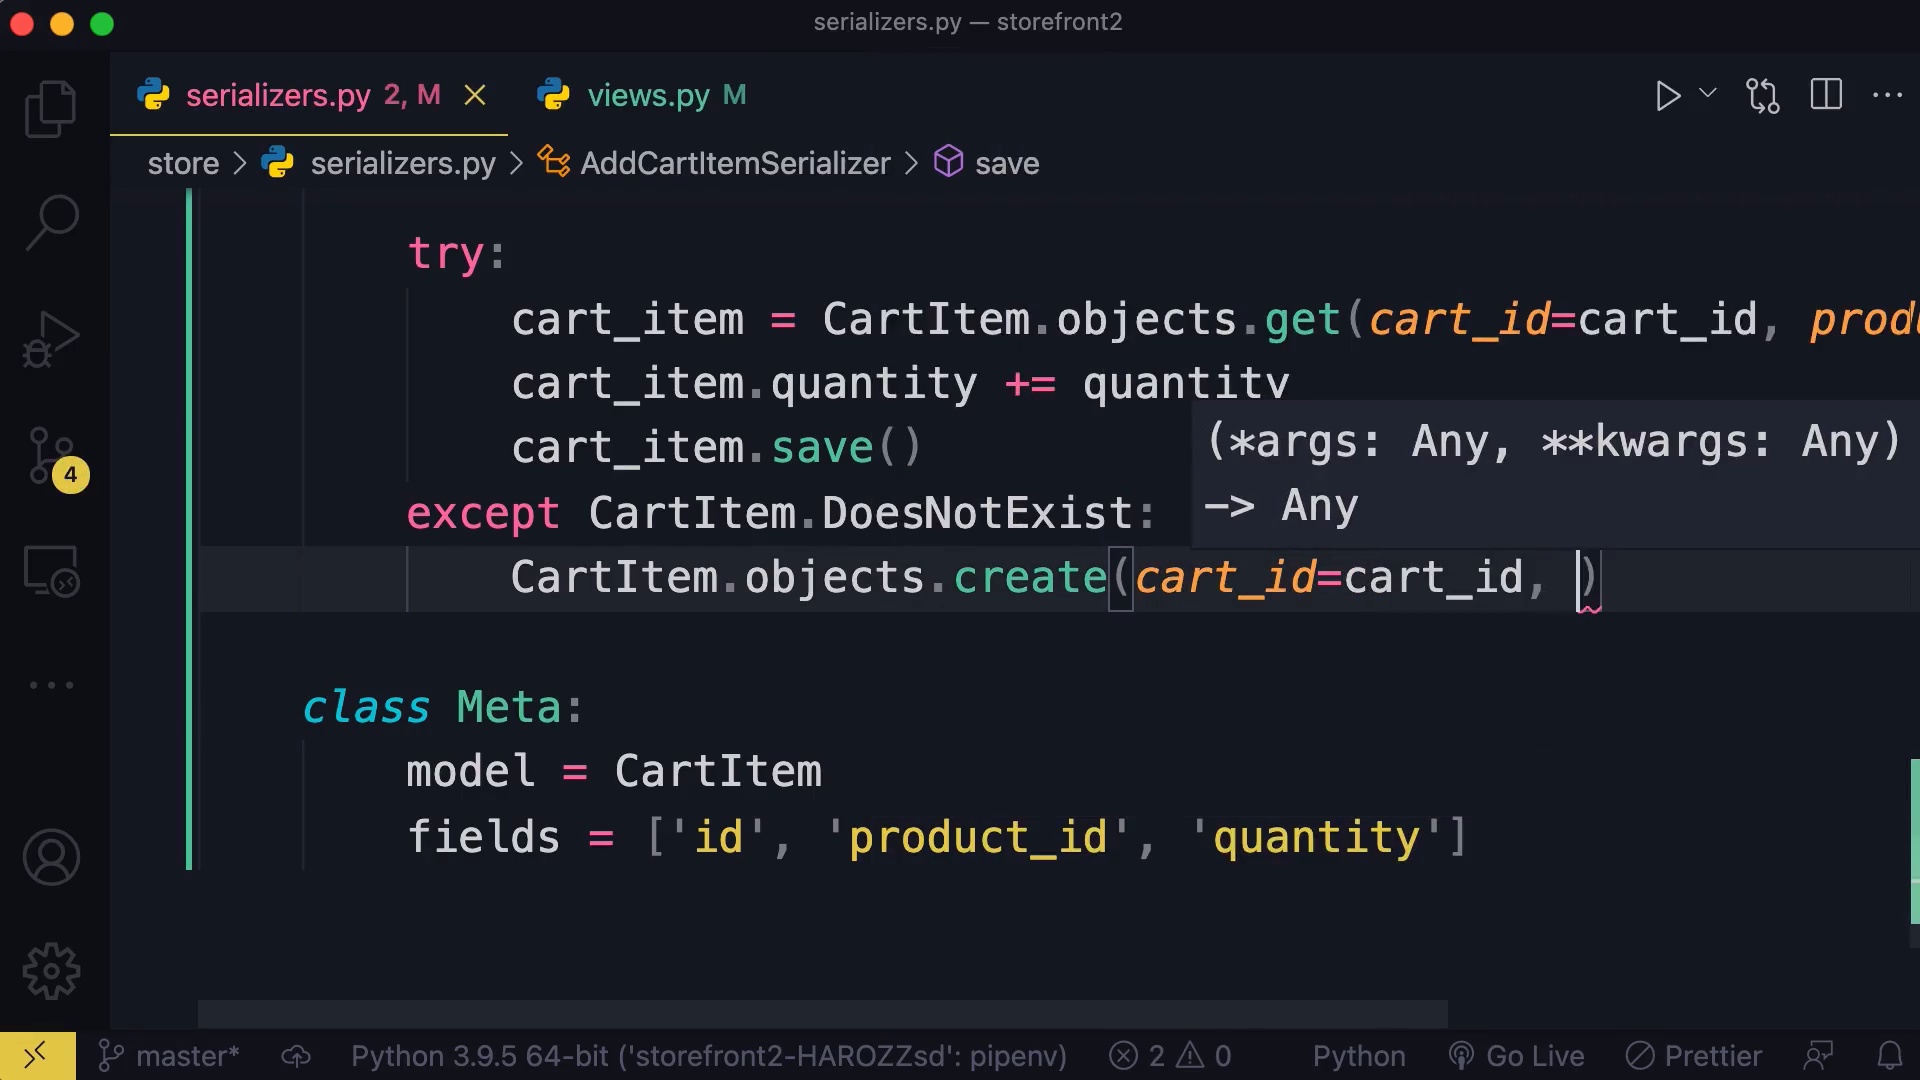 serializers.py — storefront2
serializers.py 2, M
views.py M
store
serializers.py
AddCartItemSerializer
save
try:
cart_item = CartItem.objects.get(cart_id=cart_id,
cart_item.quantity += quantity
cart_item.save()
(*args: Any, **kwargs: Any)
—> Any
except CartItem.DoesNotExist:
CartItem.objects.create(cart_id=cart_id, )
4
class Meta:
model = CartItem
fields = ['id', 'product_id', 'quantity']
master* Python 3.9.5 64-bit ('storefront2-HAROZZsd': pipenv) 2 0 Python Go Live Prettier